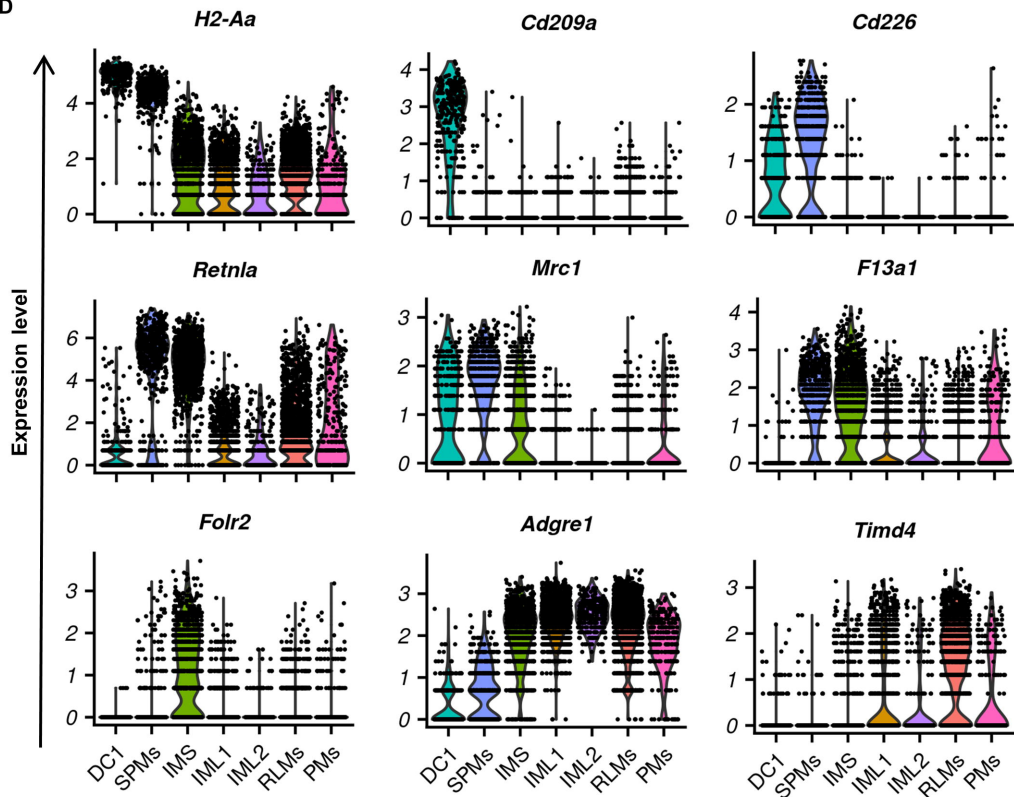 D
H2-Aa
Cd209a
Cd226
4
2
0
4
3
2
1
0
2
1
0
Retnla
Mrc1
F13a1
6
4
2
0
3
2
1
0
4
3
2
1
0
Folr2
Adgre1
Timd4
3
2
1
0
3
2
1
0
3
2
1
0
Expression level
DC1 SPMs IMS IML1 IML2 RLMs PMs
DC1 SPMs IMS IML1 IML2 RLMs PMs
DC1 SPMs IMS IML1 IML2 RLMs PMs